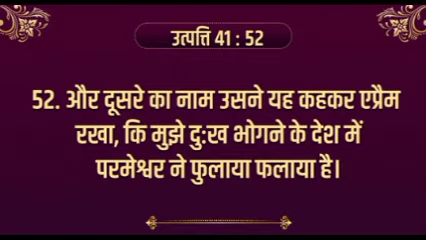 उत्पत्ति 41 : 52
52. और दूसरे का नाम उसने यह कहकर एप्रैम
रखा, कि मुझे दुःख भोगने के देश में
परमेश्वर ने फुलाया फलाया है।